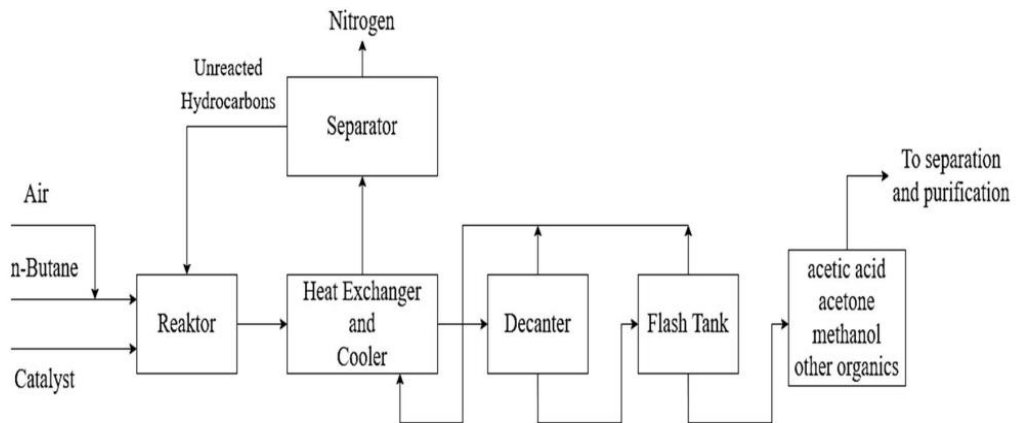 Nitrogen
Unreacted
Hydrocarbons
Separator
To separation
and purification
Air
n-Butane
Reaktor
Heat Exchanger
and
Cooler
Decanter
Flash Tank
acetic acid
acetone
methanol
other organics
Catalyst